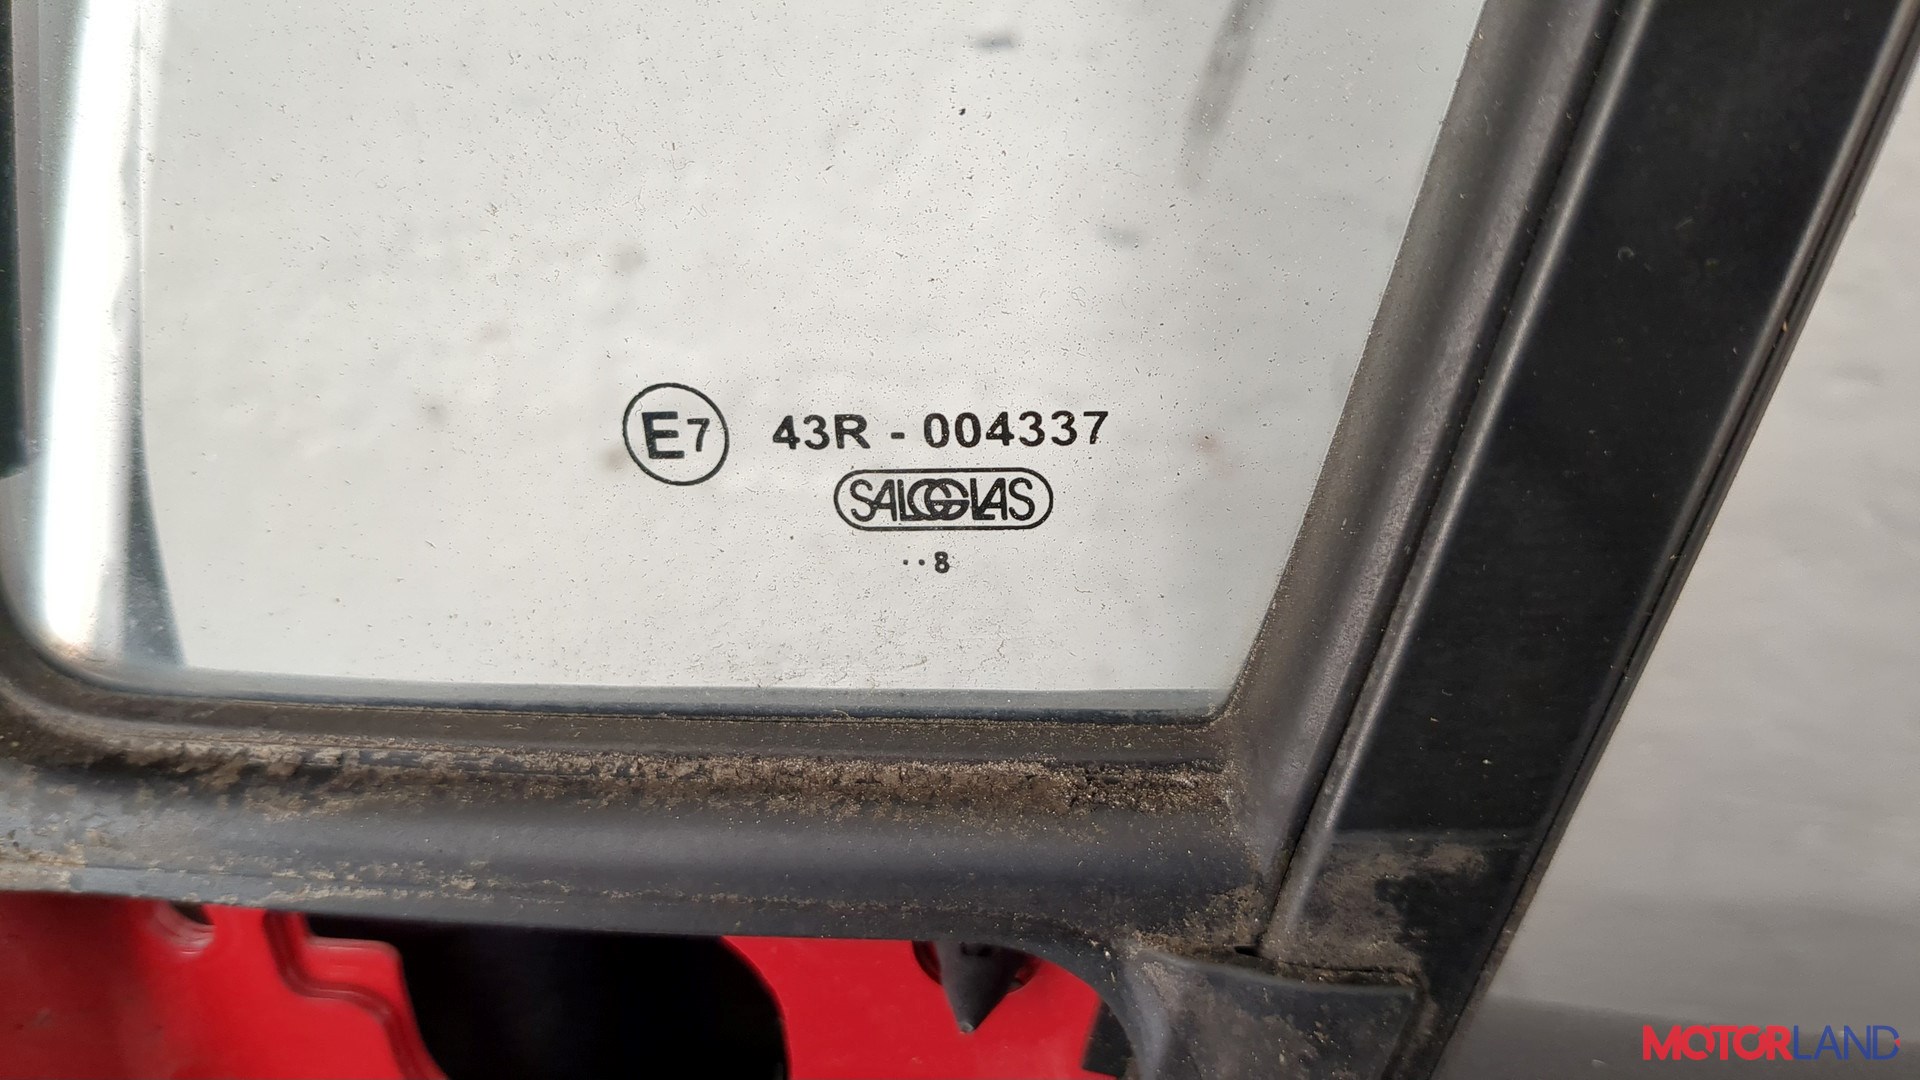 E7 43R - 004337
SALGGLAS
··8
MOTORLAND